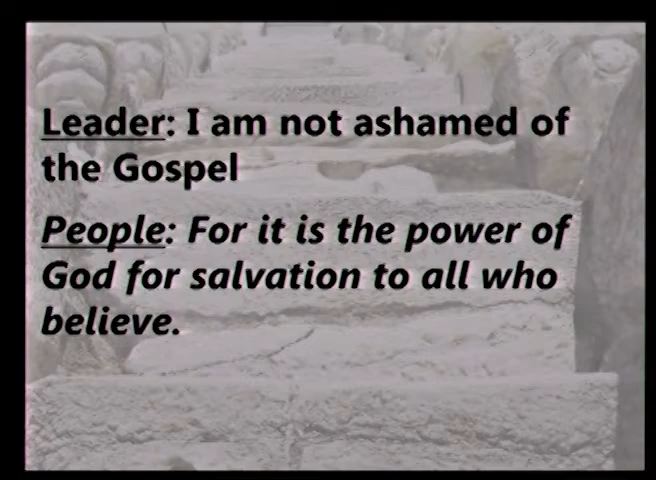 Leader: I am not ashamed of
the Gospel
People: For it is the power of
God for salvation to all who
believe.